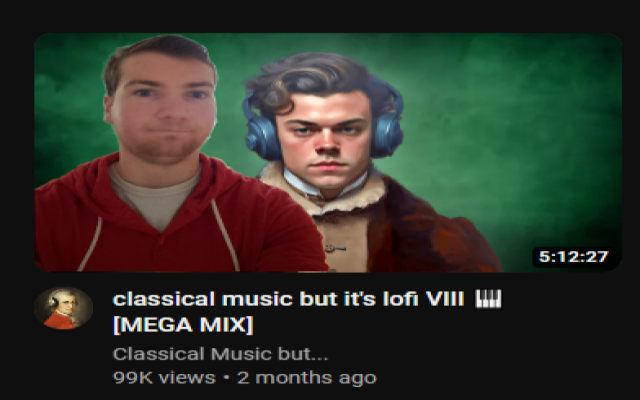 5:12:27
classical music but it's lofi VIII 🎹
[MEGA MIX]
Classical Music but...
99K views • 2 months ago